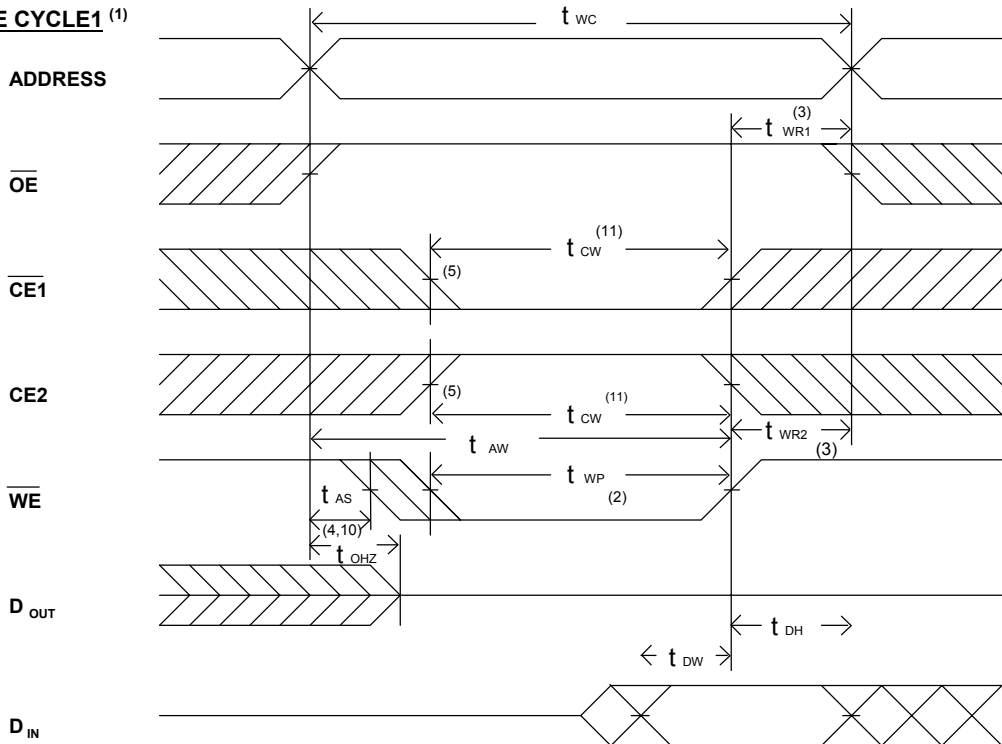 E CYCLE1 (1)
t WC
ADDRESS
(3)
t WR1
OE
(11)
t CW
(5)
CE1
CE2
(5)
(11)
t CW
t AW
t WR2
(3)
t WP
(2)
WE
t AS
(4,10)
t OHZ
D OUT
t DH
t DW
D IN